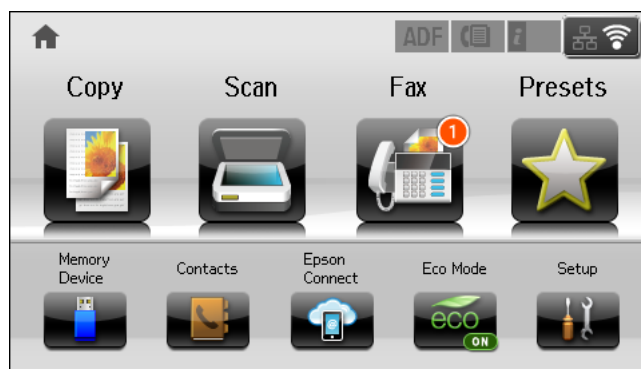 ADF i
Copy Scan Fax Presets
1
Memory Device Contacts Epson Connect Eco Mode Setup
@
eco
ON